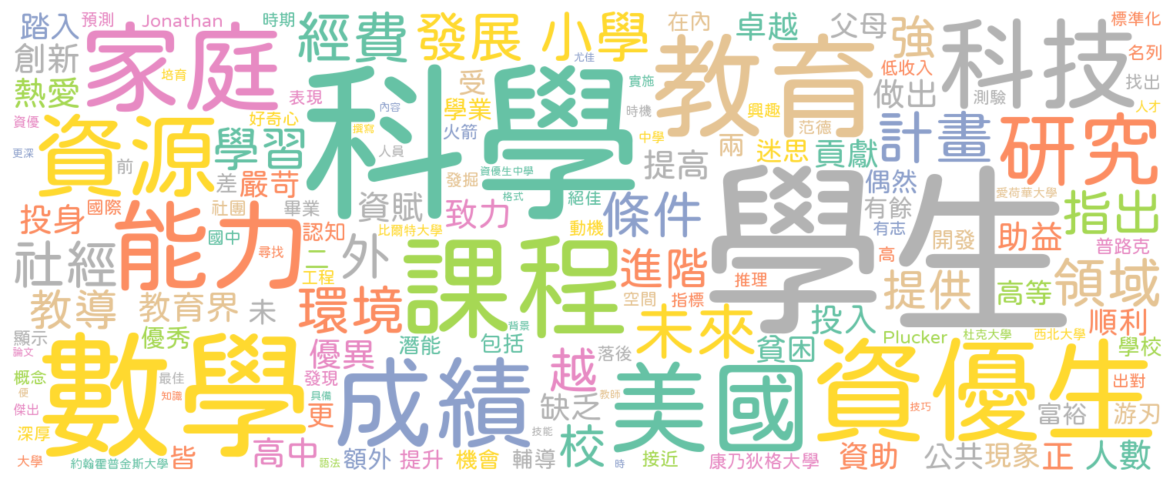 踏入
預測
Jonathan
時期
經費
發展
小學
尤佳
在內
父母
強
標準化
創新
家庭
卓越
科技
名列
低收入
找出
培育
熱愛
表現
科學
受
實施
教育
做出
測驗
人才
資優
好奇心
內容
學業
時機
興趣
資源
學習
撰寫
火箭
中學
范德
計畫
研究
更深
人員
提高
兩
迷思
貢獻
前
差
嚴苛
發掘
資優生中學
格式
絕佳
學生
偶然
愛荷華大學
投身
國際
能力
社團
畢業
資賦
致力
條件
有餘
有志
指出
國中
認知
比爾特大學
動機
開發
助益
普路克
社經
尋找
二
外
課程
進階
推理
高
領域
工程
空間
指標
提供
高等
教導
教育界
未
環境
未來
投入
順利
顯示
優秀
優異
潛能
包括
背景
貧困
Plucker
杜克大學
西北大學
學校
論文
數學
發現
成績
落後
越
美國
資優生
出對
概念
最佳
具備
教師
便
知識
更
缺乏
技巧
富裕
游刃
傑出
深厚
技能
校
大學
約翰霍普金斯大學
皆
高中
語法
額外
提升
機會
輔導
時
接近
康乃狄格大學
資助
公共
現象
正
人數